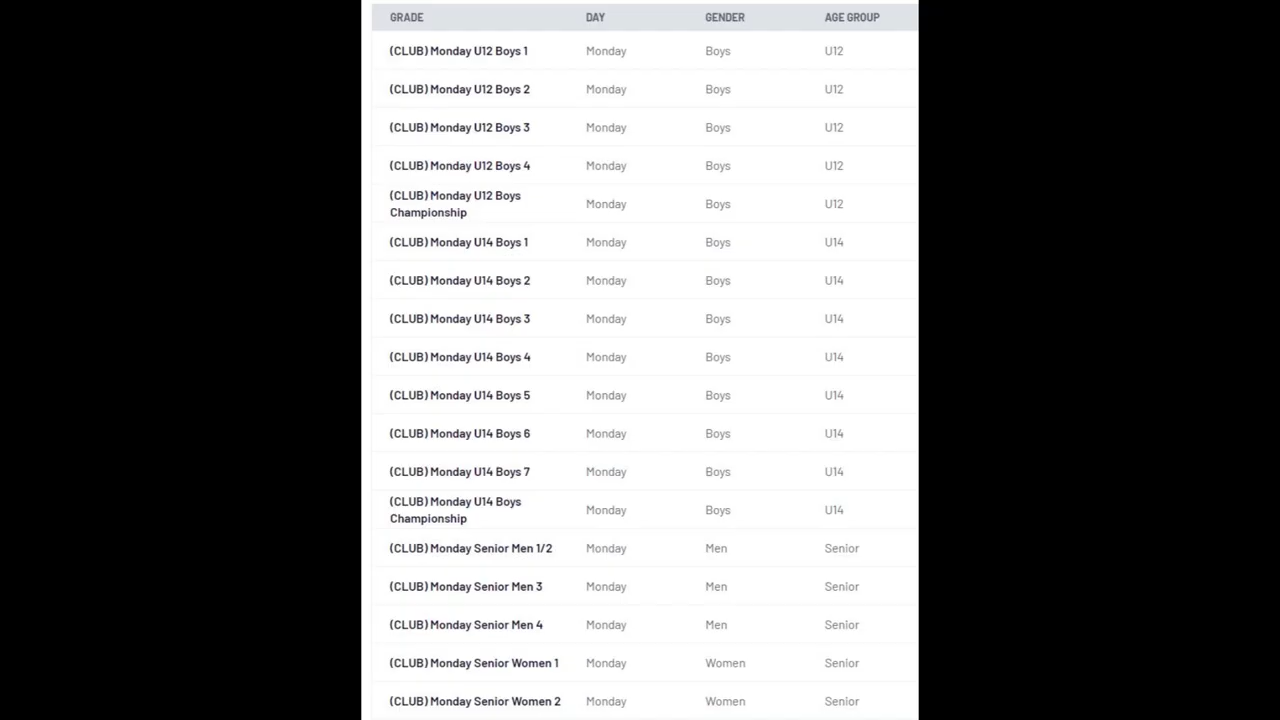 GRADE DAY GENDER AGE GROUP
(CLUB) Monday U12 Boys 1 Monday Boys U12
(CLUB) Monday U12 Boys 2 Monday Boys U12
(CLUB) Monday U12 Boys 3 Monday Boys U12
(CLUB) Monday U12 Boys 4 Monday Boys U12
(CLUB) Monday U12 Boys
Championship Monday Boys U12
(CLUB) Monday U14 Boys 1 Monday Boys U14
(CLUB) Monday U14 Boys 2 Monday Boys U14
(CLUB) Monday U14 Boys 3 Monday Boys U14
(CLUB) Monday U14 Boys 4 Monday Boys U14
(CLUB) Monday U14 Boys 5 Monday Boys U14
(CLUB) Monday U14 Boys 6 Monday Boys U14
(CLUB) Monday U14 Boys 7 Monday Boys U14
(CLUB) Monday U14 Boys
Championship Monday Boys U14
(CLUB) Monday Senior Men 1/2 Monday Men Senior
(CLUB) Monday Senior Men 3 Monday Men Senior
(CLUB) Monday Senior Men 4 Monday Men Senior
(CLUB) Monday Senior Women 1 Monday Women Senior
(CLUB) Monday Senior Women 2 Monday Women Senior